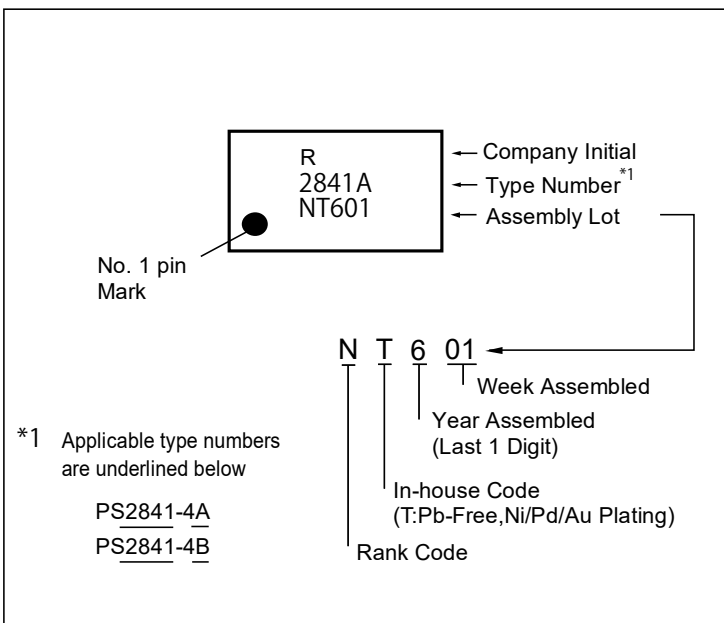 R
2841A
NT601
Company Initial
Type Number*1
Assembly Lot
No. 1 pin
Mark
N T 6 01
Week Assembled
Year Assembled
(Last 1 Digit)
In-house Code
(T:Pb-Free,Ni/Pd/Au Plating)
Rank Code
*1 Applicable type numbers
are underlined below
PS2841-4A
PS2841-4B